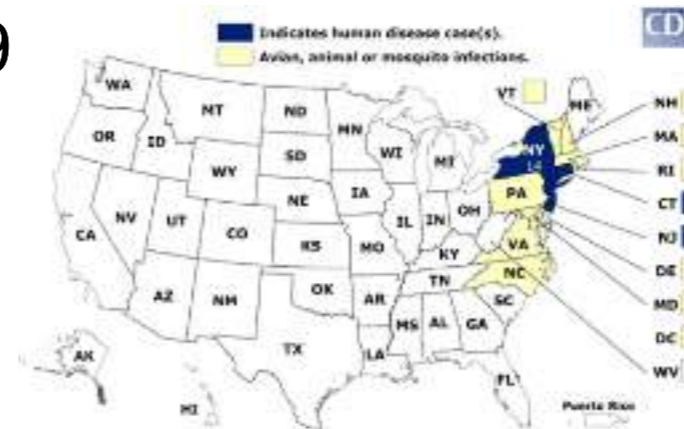 9
CD
Indicates human disease case(s).
Avian, animal or mosquito infections.
WA
MT
ND
MN
VT
ME
NH
OR
ID
SD
WI
MI
NY
MA
WY
14
RI
IA
PA
CT
NE
OH
NV
UT
IL
IN
NJ
CA
CO
VA
DE
KS
MO
KY
MD
NC
TN
OK
AZ
NM
AR
SC
DC
MS
AL
GA
TX
LA
WV
AK
FL
HI
Puerto Rico